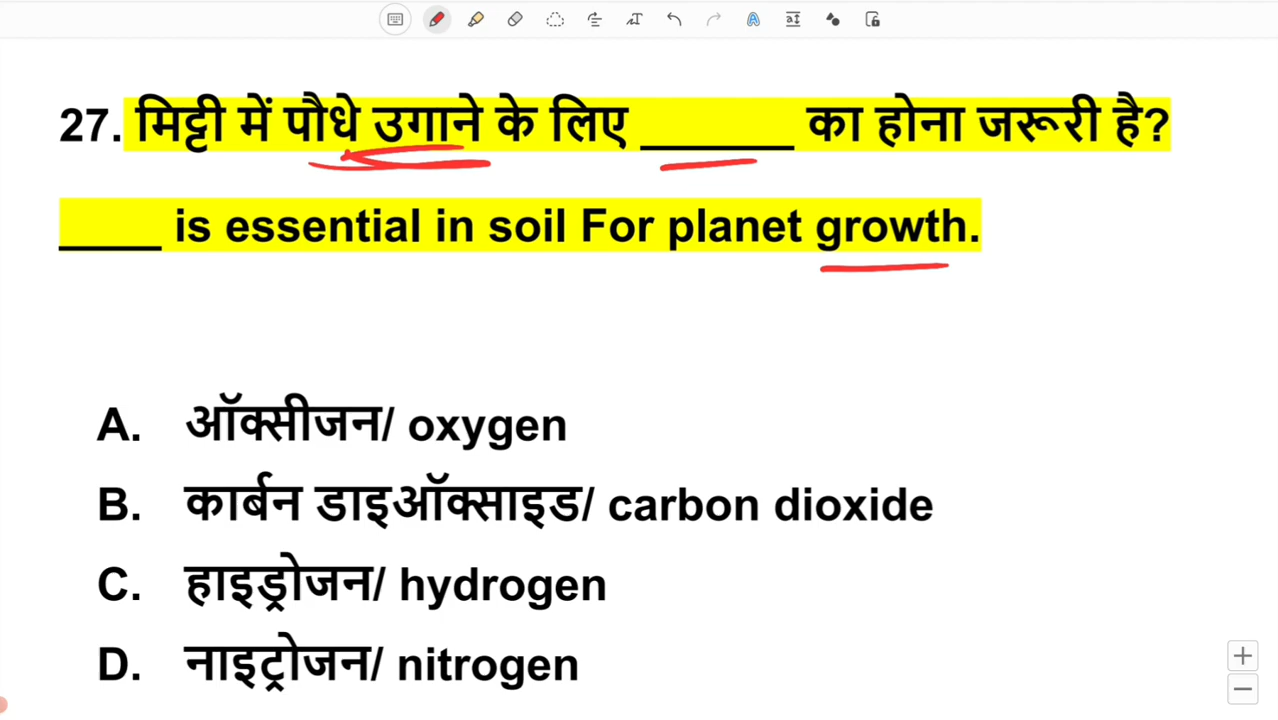 27. मिट्टी में पौधे उगाने के लिए ______ का होना जरूरी है?
____ is essential in soil For planet growth.
A. ऑक्सीजन/ oxygen
B. कार्बन डाइऑक्साइड/ carbon dioxide
C. हाइड्रोजन/ hydrogen
D. नाइट्रोजन/ nitrogen